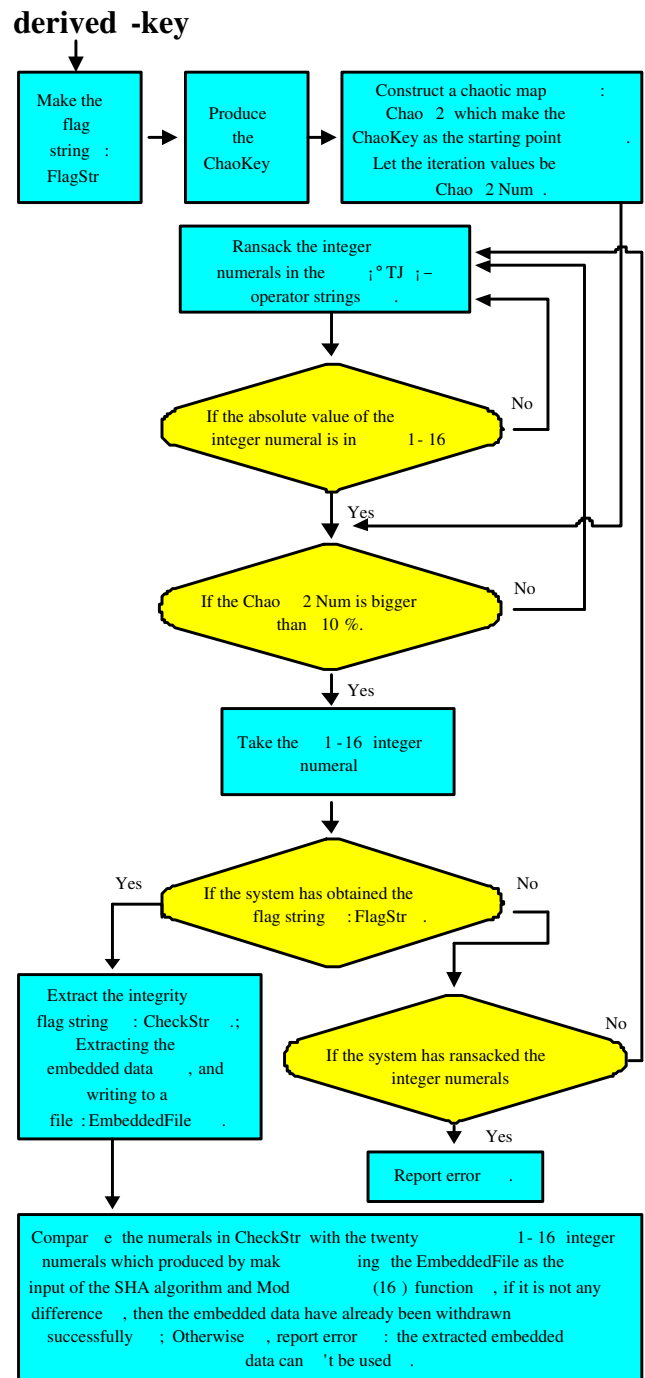 derived -key
Make the
flag
string :
FlagStr
Produce
the
ChaoKey
Construct a chaotic map :
Chao 2 which make the
ChaoKey as the starting point .
Let the iteration values be
Chao 2 Num .
Ransack the integer
numerals in the ¡° TJ ¡–
operator strings .
If the absolute value of the
integer numeral is in 1- 16
No
Yes
If the Chao 2 Num is bigger
than 10 %.
No
Yes
Take the 1 -16 integer
numeral
If the system has obtained the
flag string : FlagStr .
Yes
No
Extract the integrity
flag string : CheckStr .;
Extracting the
embedded data , and
writing to a
file : EmbeddedFile .
If the system has ransacked the
integer numerals
No
Yes
Report error .
Compar e the numerals in CheckStr with the twenty 1- 16 integer
numerals which produced by mak ing the EmbeddedFile as the
input of the SHA algorithm and Mod (16 ) function , if it is not any
difference , then the embedded data have already been withdrawn
successfully ; Otherwise , report error : the extracted embedded
data can 't be used .